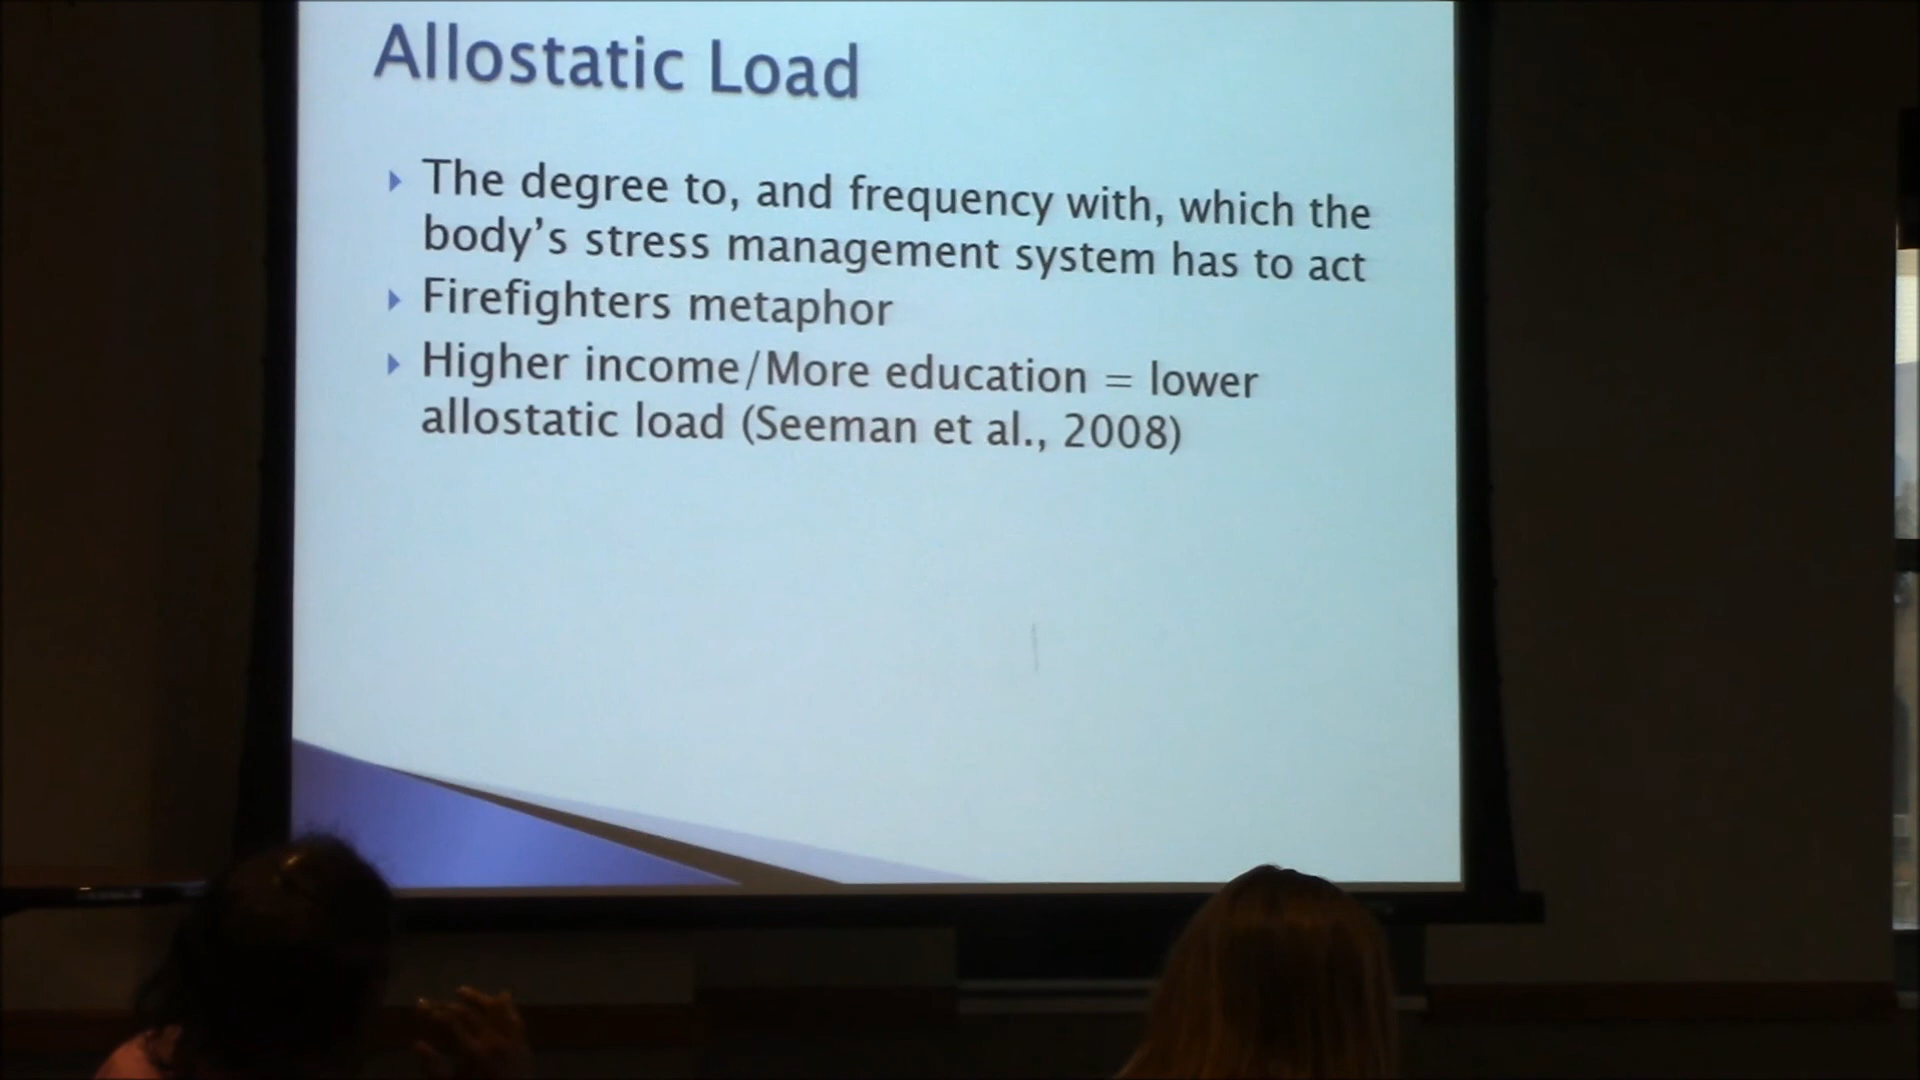 Allostatic Load
The degree to, and frequency with, which the
body's stress management system has to act
Firefighters metaphor
Higher income/More education = lower
allostatic load (Seeman et al., 2008)